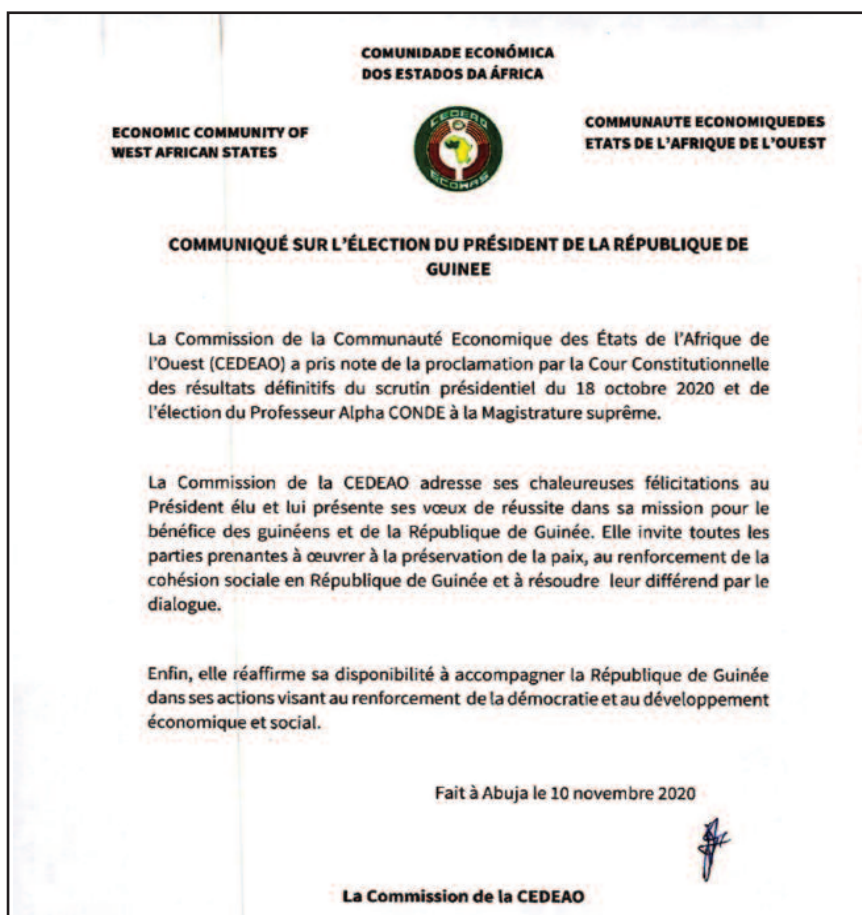 COMUNIDADE ECONÓMICA
DOS ESTADOS DA ÁFRICA
ECONOMIC COMMUNITY OF
WEST AFRICAN STATES
CEDEAO
ECOWAS
COMMUNAUTE ECONOMIQUEDES
ETATS DE L'AFRIQUE DE L'OUEST
COMMUNIQUÉ SUR L'ÉLECTION DU PRÉSIDENT DE LA RÉPUBLIQUE DE
GUINEE
La Commission de la Communauté Economique des États de l'Afrique de
l'Ouest (CEDEAO) a pris note de la proclamation par la Cour Constitutionnelle
des résultats définitifs du scrutin présidentiel du 18 octobre 2020 et de
l'élection du Professeur Alpha CONDE à la Magistrature suprême.
La Commission de la CEDEAO adresse ses chaleureuses félicitations au
Président élu et lui présente ses vœux de réussite dans sa mission pour le
bénéfice des guinéens et de la République de Guinée. Elle invite toutes les
parties prenantes à œuvrer à la préservation de la paix, au renforcement de la
cohésion sociale en République de Guinée et à résoudre leur différend par le
dialogue.
Enfin, elle réaffirme sa disponibilité à accompagner la République de Guinée
dans ses actions visant au renforcement de la démocratie et au développement
économique et social.
Fait à Abuja le 10 novembre 2020
La Commission de la CEDEAO